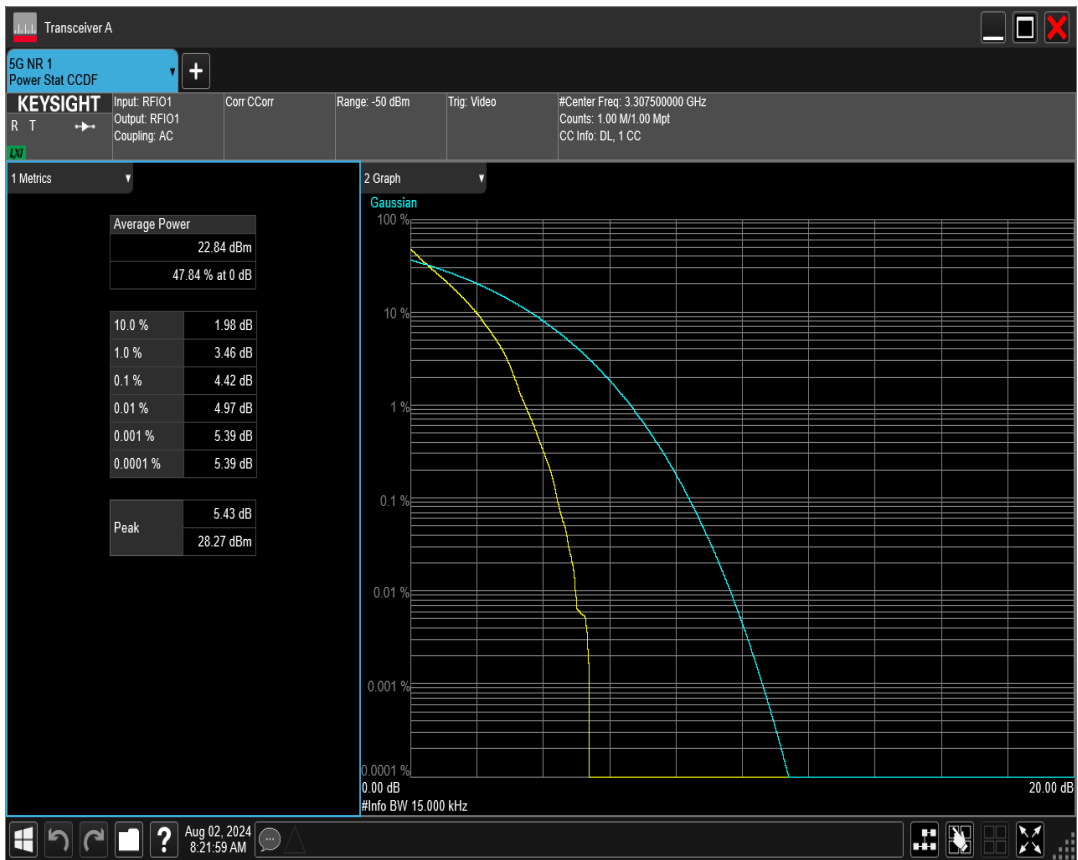 Transceiver A
5G NR 1
Power Stat CCDF
+
KEYSIGHT
R T
LXI
Input: RFIO1
Output: RFIO1
Coupling: AC
Corr CCorr
Range: -50 dBm
Trig: Video
#Center Freq: 3.307500000 GHz
Counts: 1.00 M/1.00 Mpt
CC Info: DL, 1 CC
1 Metrics
Average Power
22.84 dBm
47.84 % at 0 dB
10.0 % 1.98 dB
1.0 % 3.46 dB
0.1 % 4.42 dB
0.01 % 4.97 dB
0.001 % 5.39 dB
0.0001 % 5.39 dB
Peak 5.43 dB
28.27 dBm
2 Graph
Gaussian
100 %
10 %
1 %
0.1 %
0.01 %
0.001 %
0.0001 %
0.00 dB 20.00 dB
#Info BW 15.000 kHz
?
Aug 02, 2024
8:21:59 AM